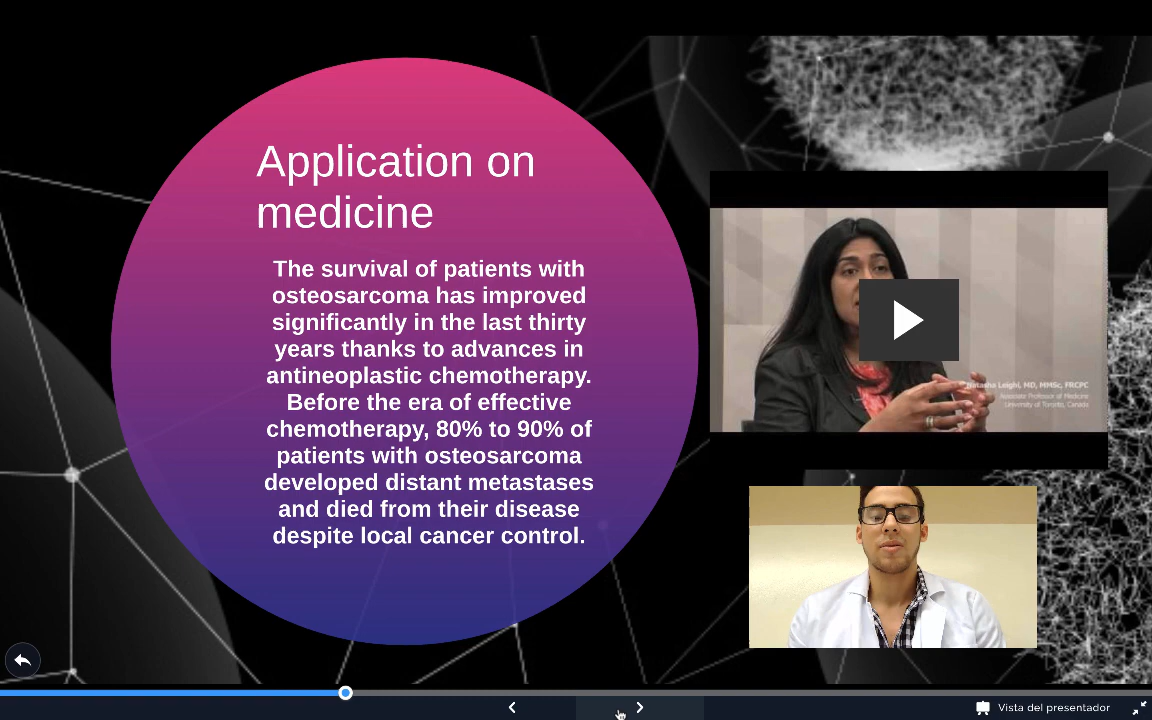 Application on
medicine
The survival of patients with
osteosarcoma has improved
significantly in the last thirty
years thanks to advances in
antineoplastic chemotherapy.
Before the era of effective
chemotherapy, 80% to 90% of
patients with osteosarcoma
developed distant metastases
and died from their disease
despite local cancer control.
Natasha Leighl, MD, MMSc, FRCPC
Associate Professor of Medicine
University of Toronto, Canada
Vista del presentador